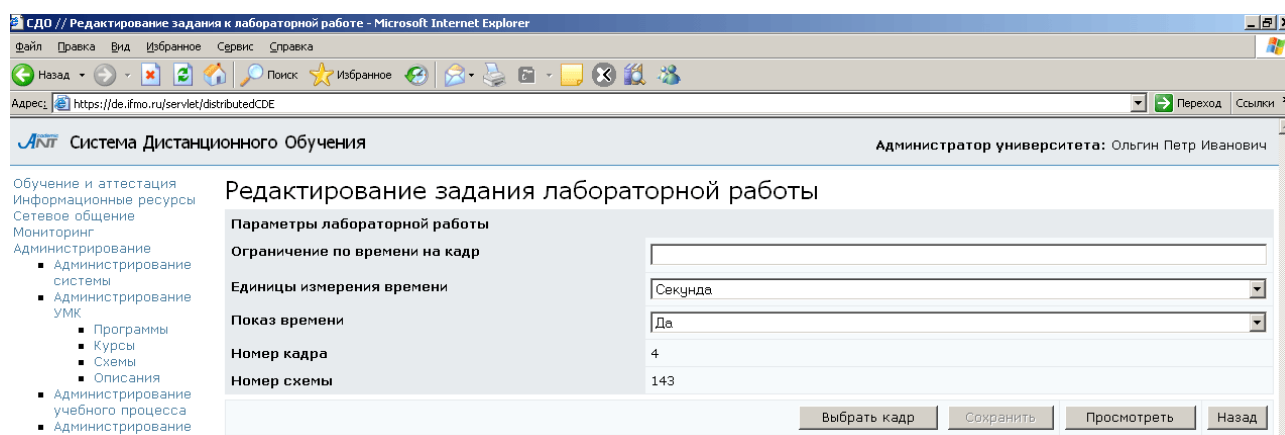 СДО // Редактирование задания к лабораторной работе - Microsoft Internet Explorer
Файл Правка Вид Избранное Сервис Справка
Назад Поиск Избранное
Адрес: https://de.ifmo.ru/servlet/distributedCDE Переход Ссылки
ANT Система Дистанционного Обучения Администратор университета: Ольгин Петр Иванович
Обучение и аттестация
Информационные ресурсы
Сетевое общение
Мониторинг
Администрирование
Администрирование
системы
Администрирование
УМК
Программы
Курсы
Схемы
Описания
Администрирование
учебного процесса
Администрирование
Редактирование задания лабораторной работы
Параметры лабораторной работы
Ограничение по времени на кадр
Единицы измерения времени Секунда
Показ времени Да
Номер кадра 4
Номер схемы 143
Выбрать кадр Сохранить Просмотреть Назад